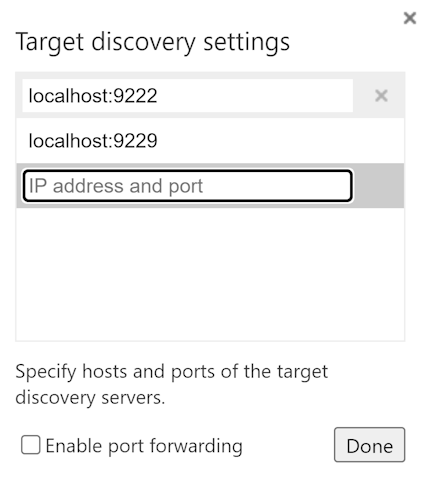 Target discovery settings
localhost:9222
localhost:9229
IP address and port
Specify hosts and ports of the target
discovery servers.
Enable port forwarding
Done